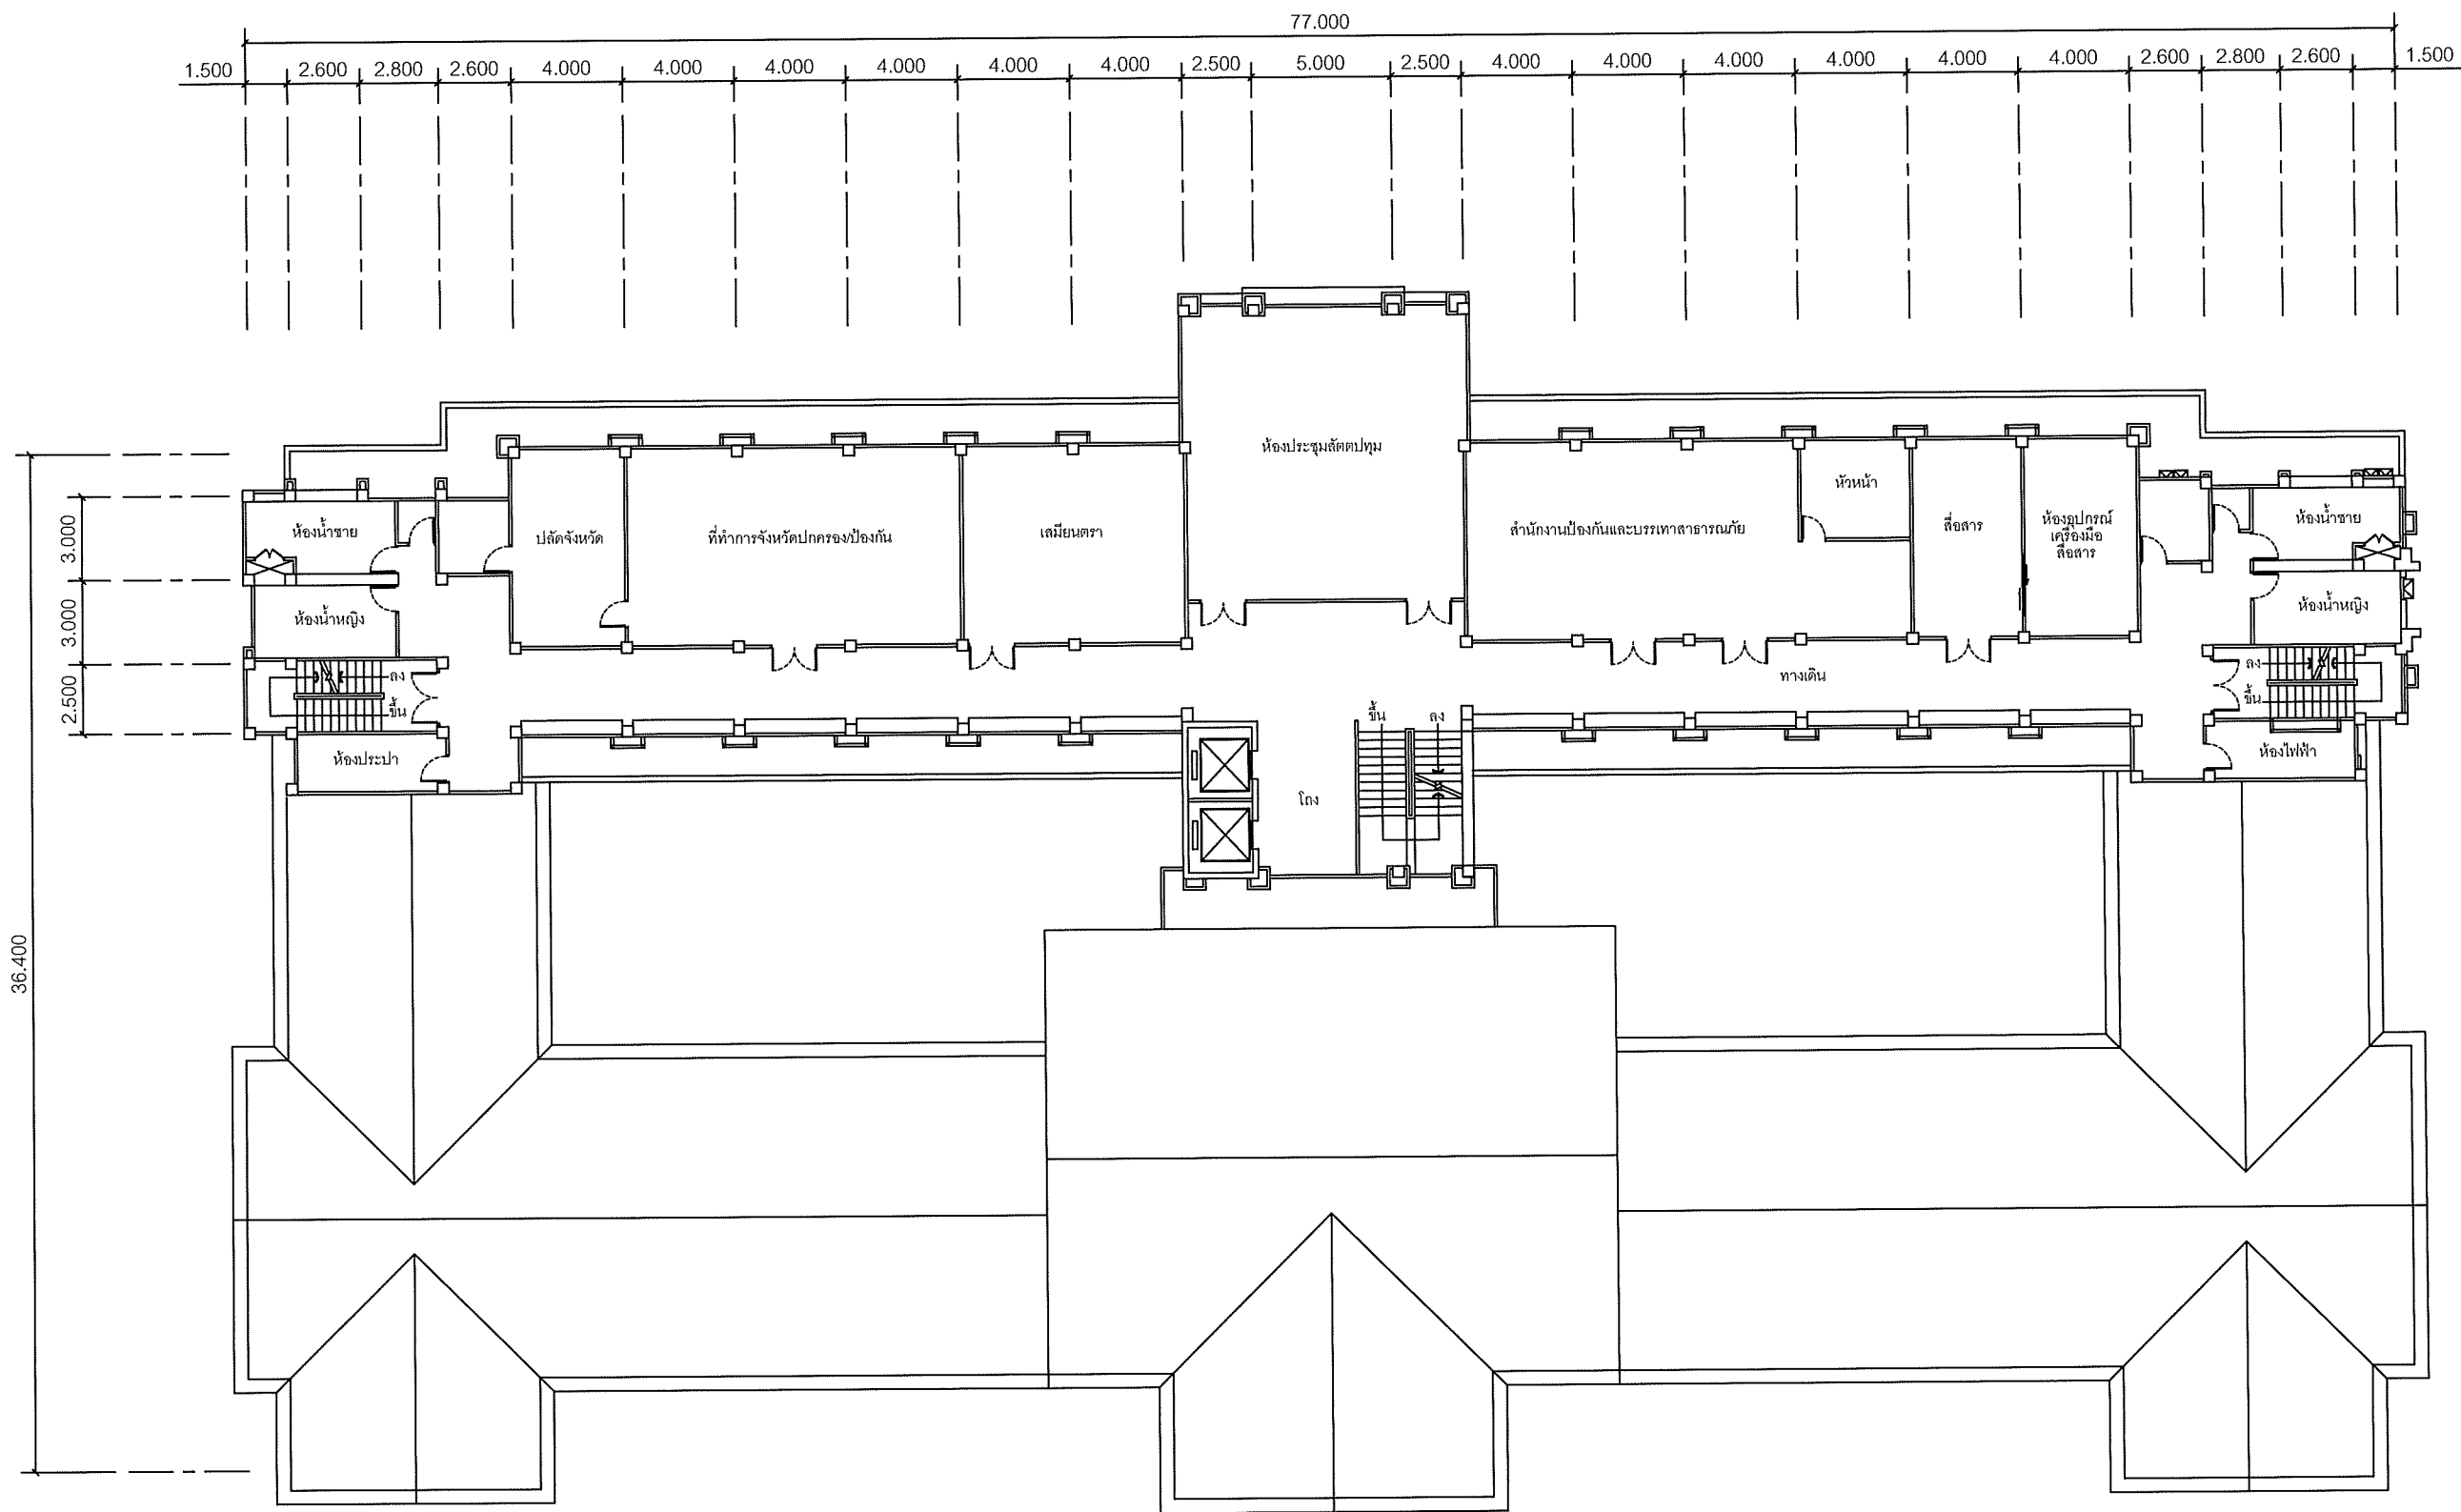 77.000
1.500 2.600 2.800 2.600 4.000 4.000 4.000 4.000 4.000 4.000 2.500 5.000 2.500 4.000 4.000 4.000 4.000 4.000 4.000 2.600 2.800 2.600 1.500
ห้องประชุมสัตตปทุม
หัวหน้า
ห้องน้ำชาย
ปลัดจังหวัด
ที่ทำการจังหวัดปกครอง/ป้องกัน
เสมียนตรา
สำนักงานป้องกันและบรรเทาสาธารณภัย
สื่อสาร
ห้องอุปกรณ์
เครื่องมือ
สื่อสาร
ห้องน้ำชาย
3.000
ห้องน้ำหญิง
ห้องน้ำหญิง
3.000
ลง
ทางเดิน
ลง
2.500
ขึ้น
ขึ้น
ลง
ขึ้น
ห้องประปา
ห้องไฟฟ้า
โถง
36.400